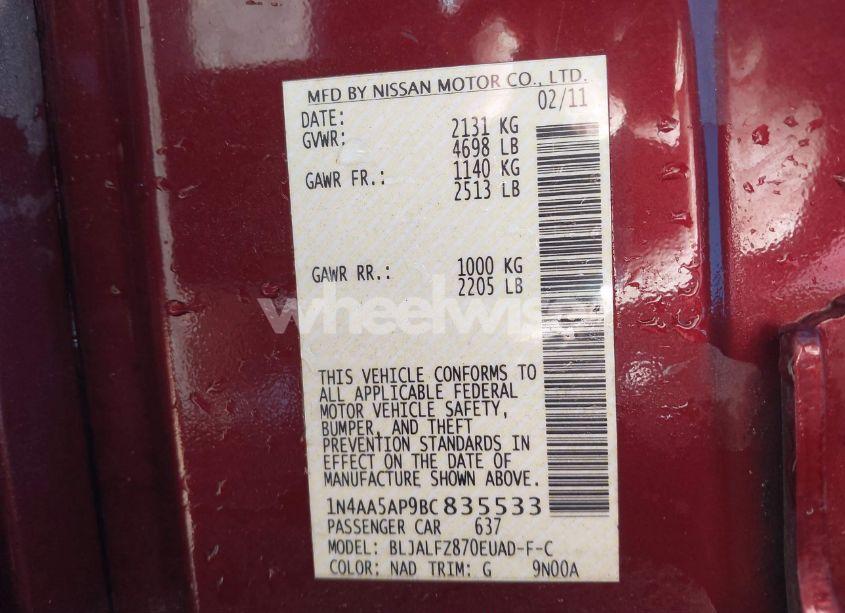 MFD BY NISSAN MOTOR CO., LTD.
DATE: 02/11
GVWR: 2131 KG
4698 LB
GAWR FR.: 1140 KG
2513 LB
GAWR RR.: 1000 KG
2205 LB
wheelwise
THIS VEHICLE CONFORMS TO
ALL APPLICABLE FEDERAL
MOTOR VEHICLE SAFETY,
BUMPER, AND THEFT
PREVENTION STANDARDS IN
EFFECT ON THE DATE OF
MANUFACTURE SHOWN ABOVE.
1N4AA5AP9BC835533
PASSENGER CAR 637
MODEL: BLJALFZ870EUAD-F-C
COLOR: NAD TRIM: G 9N00A